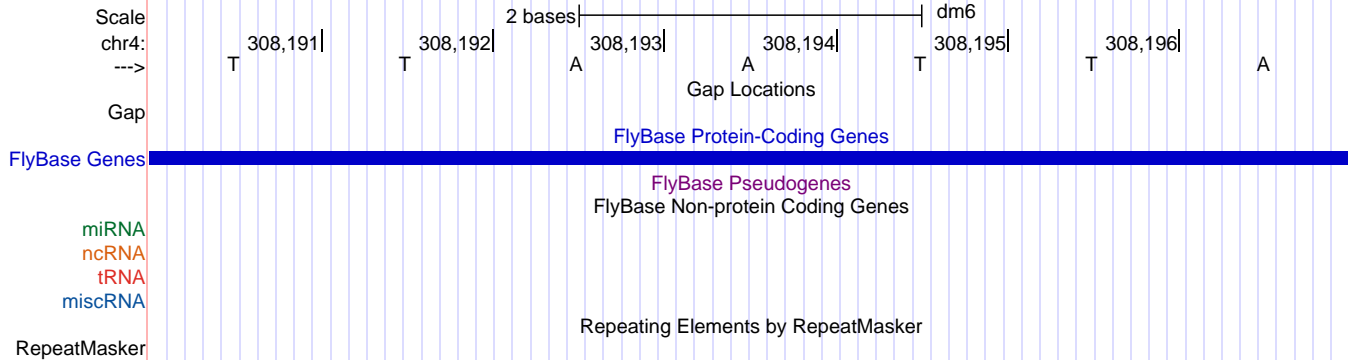 Scale 2 bases dm6
chr4: 308,191 308,192 308,193 308,194 308,195 308,196
---> T T A A T T A
Gap Locations
Gap
FlyBase Protein-Coding Genes
FlyBase Genes
FlyBase Pseudogenes
FlyBase Non-protein Coding Genes
miRNA
ncRNA
tRNA
miscRNA
Repeating Elements by RepeatMasker
RepeatMasker